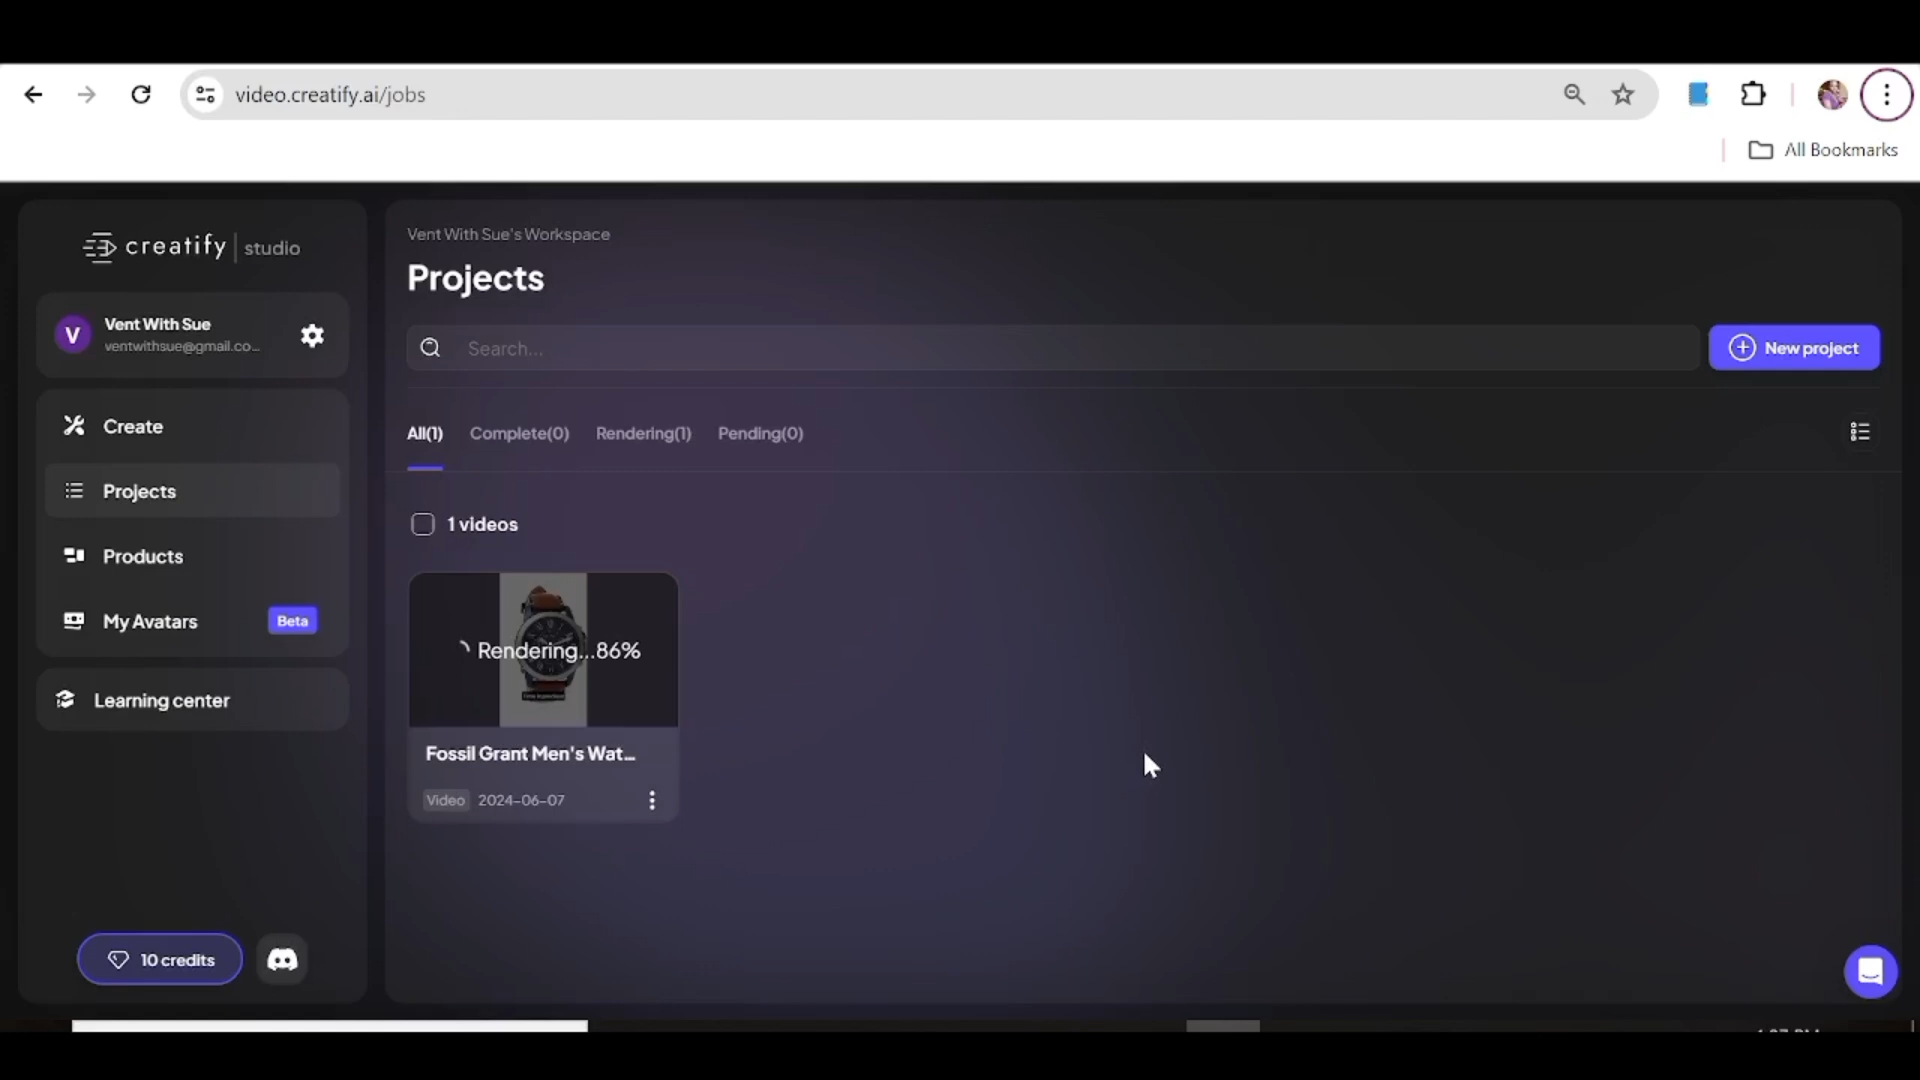 video.creatify.ai/jobs
All Bookmarks
creatify | studio
V
Vent With Sue
ventwithsue@gmail.co...
Create
Projects
Products
My Avatars
Beta
Learning center
10 credits
Vent With Sue's Workspace
Projects
Search...
New project
All(1)
Complete(0)
Rendering(1)
Pending(0)
1 videos
Rendering...86%
Fossil Grant Men's Wat...
Video
2024-06-07